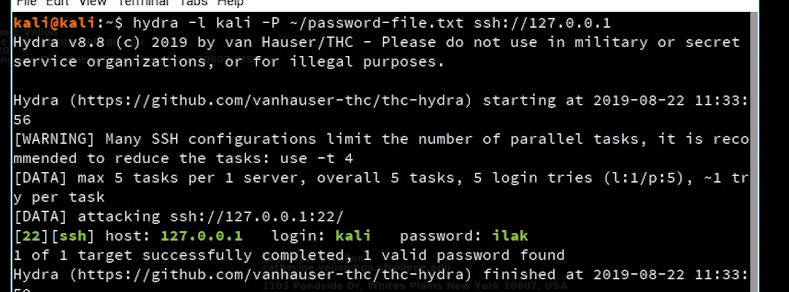 File Edit View Terminal Tabs Help
kali@kali:~$ hydra -l kali -P ~/password-file.txt ssh://127.0.0.1
Hydra v8.8 (c) 2019 by van Hauser/THC - Please do not use in military or secret
service organizations, or for illegal purposes.
Hydra (https://github.com/vanhauser-thc/thc-hydra) starting at 2019-08-22 11:33:
56
[WARNING] Many SSH configurations limit the number of parallel tasks, it is reco
mmended to reduce the tasks: use -t 4
[DATA] max 5 tasks per 1 server, overall 5 tasks, 5 login tries (l:1/p:5), ~1 tr
y per task
[DATA] attacking ssh://127.0.0.1:22/
[22][ssh] host: 127.0.0.1   login: kali   password: ilak
1 of 1 target successfully completed, 1 valid password found
Hydra (https://github.com/vanhauser-thc/thc-hydra) finished at 2019-08-22 11:33:
1103 Pondside Dr, Whites Plains New York 10607, USA